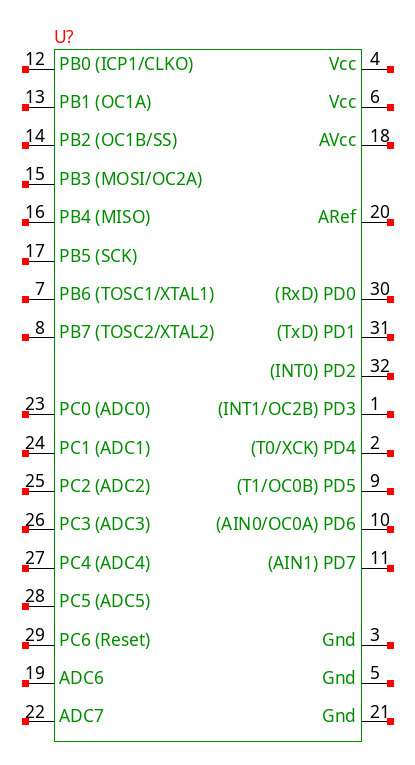 U?
12 PB0 (ICP1/CLKO) Vcc 4
13 PB1 (OC1A) Vcc 6
14 PB2 (OC1B/SS) AVcc 18
15 PB3 (MOSI/OC2A)
16 PB4 (MISO) ARef 20
17 PB5 (SCK)
7 PB6 (TOSC1/XTAL1) (RxD) PD0 30
8 PB7 (TOSC2/XTAL2) (TxD) PD1 31
(INT0) PD2 32
23 PC0 (ADC0) (INT1/OC2B) PD3 1
24 PC1 (ADC1) (T0/XCK) PD4 2
25 PC2 (ADC2) (T1/OC0B) PD5 9
26 PC3 (ADC3) (AIN0/OC0A) PD6 10
27 PC4 (ADC4) (AIN1) PD7 11
28 PC5 (ADC5)
29 PC6 (Reset) Gnd 3
19 ADC6 Gnd 5
22 ADC7 Gnd 21